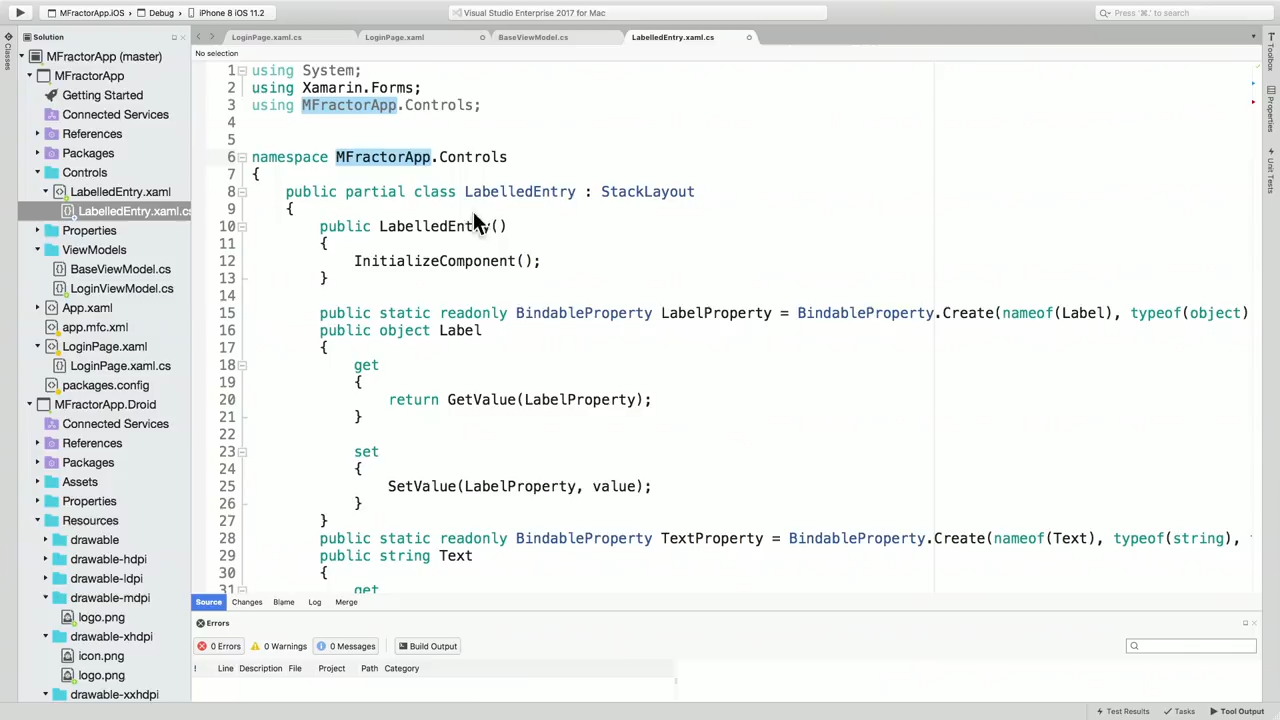 MFractorApp.iOS › Debug › iPhone 8 iOS 11.2
Visual Studio Enterprise 2017 for Mac
Press '⌘.' to search
Classes
Solution
MFractorApp (master)
MFractorApp
Getting Started
Connected Services
References
Packages
Controls
LabelledEntry.xaml
LabelledEntry.xaml.cs
Properties
ViewModels
BaseViewModel.cs
LoginViewModel.cs
App.xaml
app.mfc.xml
LoginPage.xaml
LoginPage.xaml.cs
packages.config
MFractorApp.Droid
Connected Services
References
Packages
Assets
Properties
Resources
drawable
drawable-hdpi
drawable-ldpi
drawable-mdpi
logo.png
drawable-xhdpi
icon.png
logo.png
drawable-xxhdpi
LoginPage.xaml.cs LoginPage.xaml BaseViewModel.cs LabelledEntry.xaml.cs
No selection
1 using System;
2 using Xamarin.Forms;
3 using MFractorApp.Controls;
4
5
6 namespace MFractorApp.Controls
7 {
8 public partial class LabelledEntry : StackLayout
9 {
10 public LabelledEntry()
11 {
12 InitializeComponent();
13 }
14
15 public static readonly BindableProperty LabelProperty = BindableProperty.Create(nameof(Label), typeof(object)
16 public object Label
17 {
18 get
19 {
20 return GetValue(LabelProperty);
21 }
22
23 set
24 {
25 SetValue(LabelProperty, value);
26 }
27 }
28 public static readonly BindableProperty TextProperty = BindableProperty.Create(nameof(Text), typeof(string),
29 public string Text
30 {
31 get
Source Changes Blame Log Merge
Errors
0 Errors 0 Warnings 0 Messages Build Output
! Line Description File Project Path Category
Toolbox
Properties
Unit Tests
Test Results Tasks Tool Output